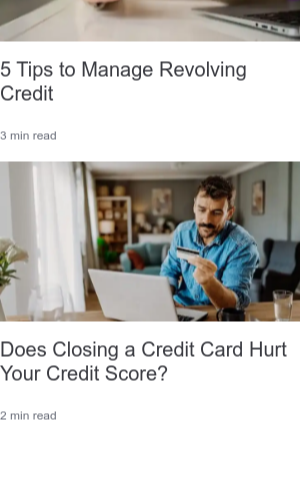 5 Tips to Manage Revolving
Credit
3 min read
Does Closing a Credit Card Hurt
Your Credit Score?
2 min read